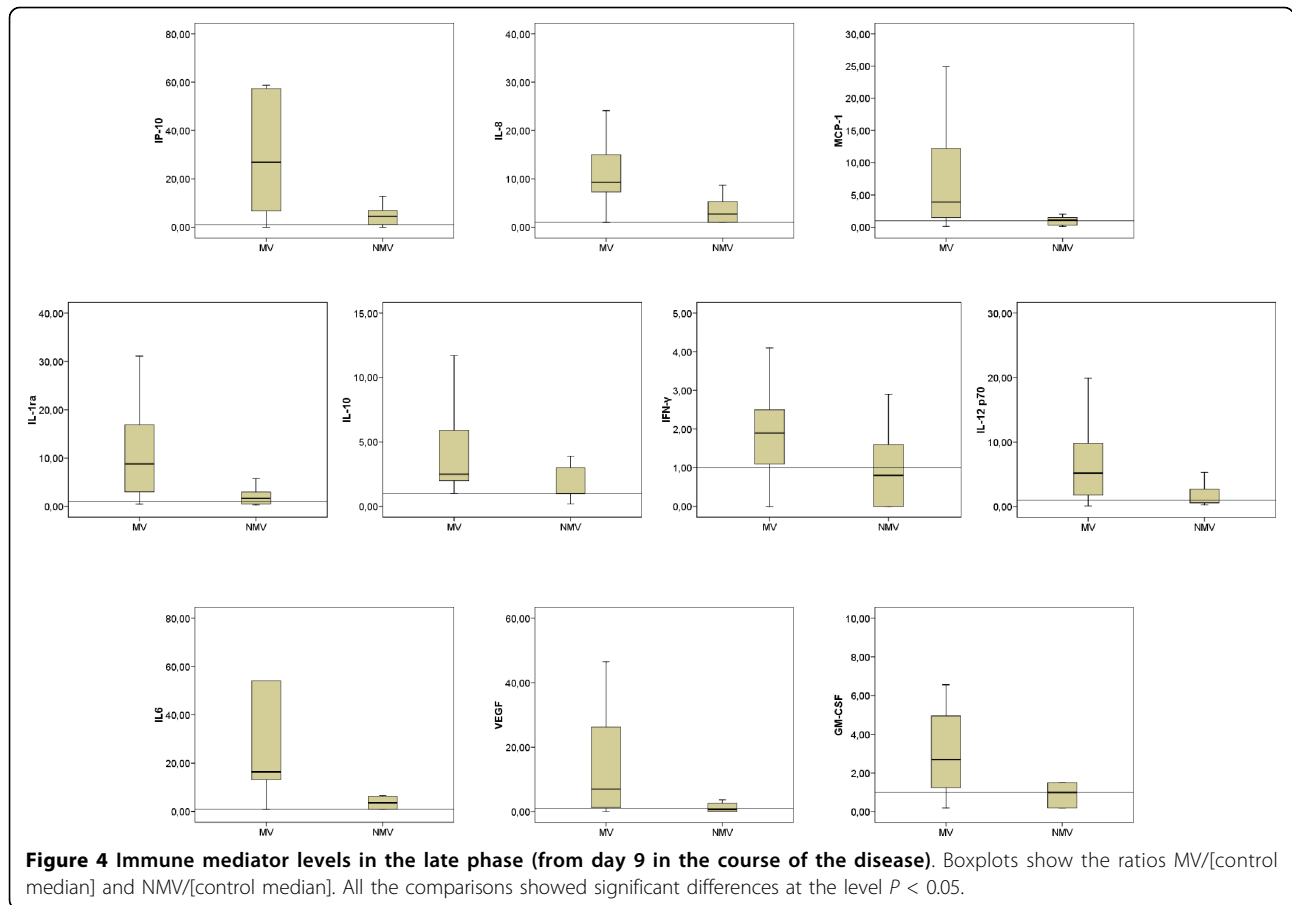 80,00
60,00
40,00
20,00
0,00
IP-10
MV
NMV
40,00
30,00
20,00
10,00
0,00
IL-8
MV
NMV
30,00
25,00
20,00
15,00
10,00
5,00
0,00
MCP-1
MV
NMV
40,00
30,00
20,00
10,00
0,00
IL-1ra
MV
NMV
15,00
10,00
5,00
0,00
IL-10
MV
NMV
5,00
4,00
3,00
2,00
1,00
0,00
IFN-γ
MV
NMV
30,00
20,00
10,00
0,00
IL-12 p70
MV
NMV
80,00
60,00
40,00
20,00
0,00
IL6
MV
NMV
60,00
40,00
20,00
0,00
VEGF
MV
NMV
10,00
8,00
6,00
4,00
2,00
0,00
GM-CSF
MV
NMV
Figure 4 Immune mediator levels in the late phase (from day 9 in the course of the disease). Boxplots show the ratios MV/[control
median] and NMV/[control median]. All the comparisons showed significant differences at the level P < 0.05.